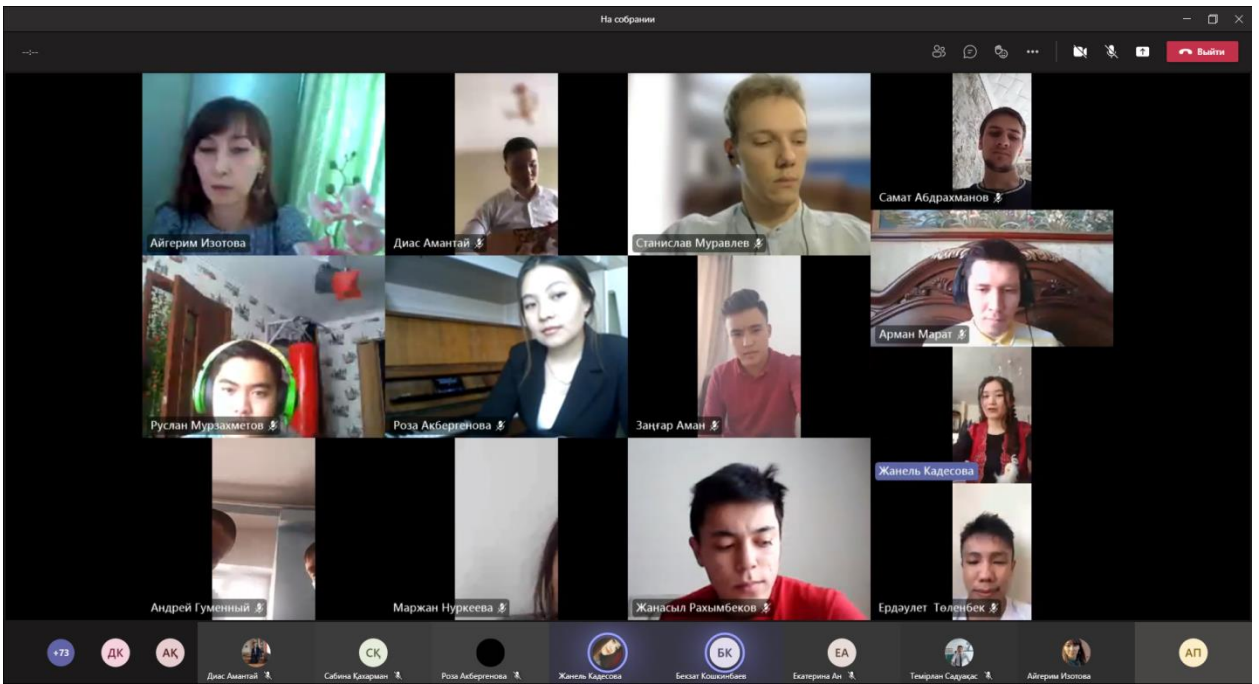 На собрании
--:--
Выйти
Айгерим Изотова
Диас Амантай
Станислав Муравлев
Самат Абдрахманов
Арман Марат
Руслан Мурзахметов
Роза Акбергенова
Заңғар Аман
Жанель Кадесова
Андрей Гуменный
Маржан Нуркеева
Жанасыл Рахымбеков
Ердәулет Төленбек
+73
ДК
АҚ
Диас Амантай
СҚ
Сабина Қазарман
Роза Акбергенова
Жанель Кадесова
БК
Бекзат Кошкинбаев
ЕА
Екатерина Ан
Темірлан Садуақас
Айгерим Изотова
АП